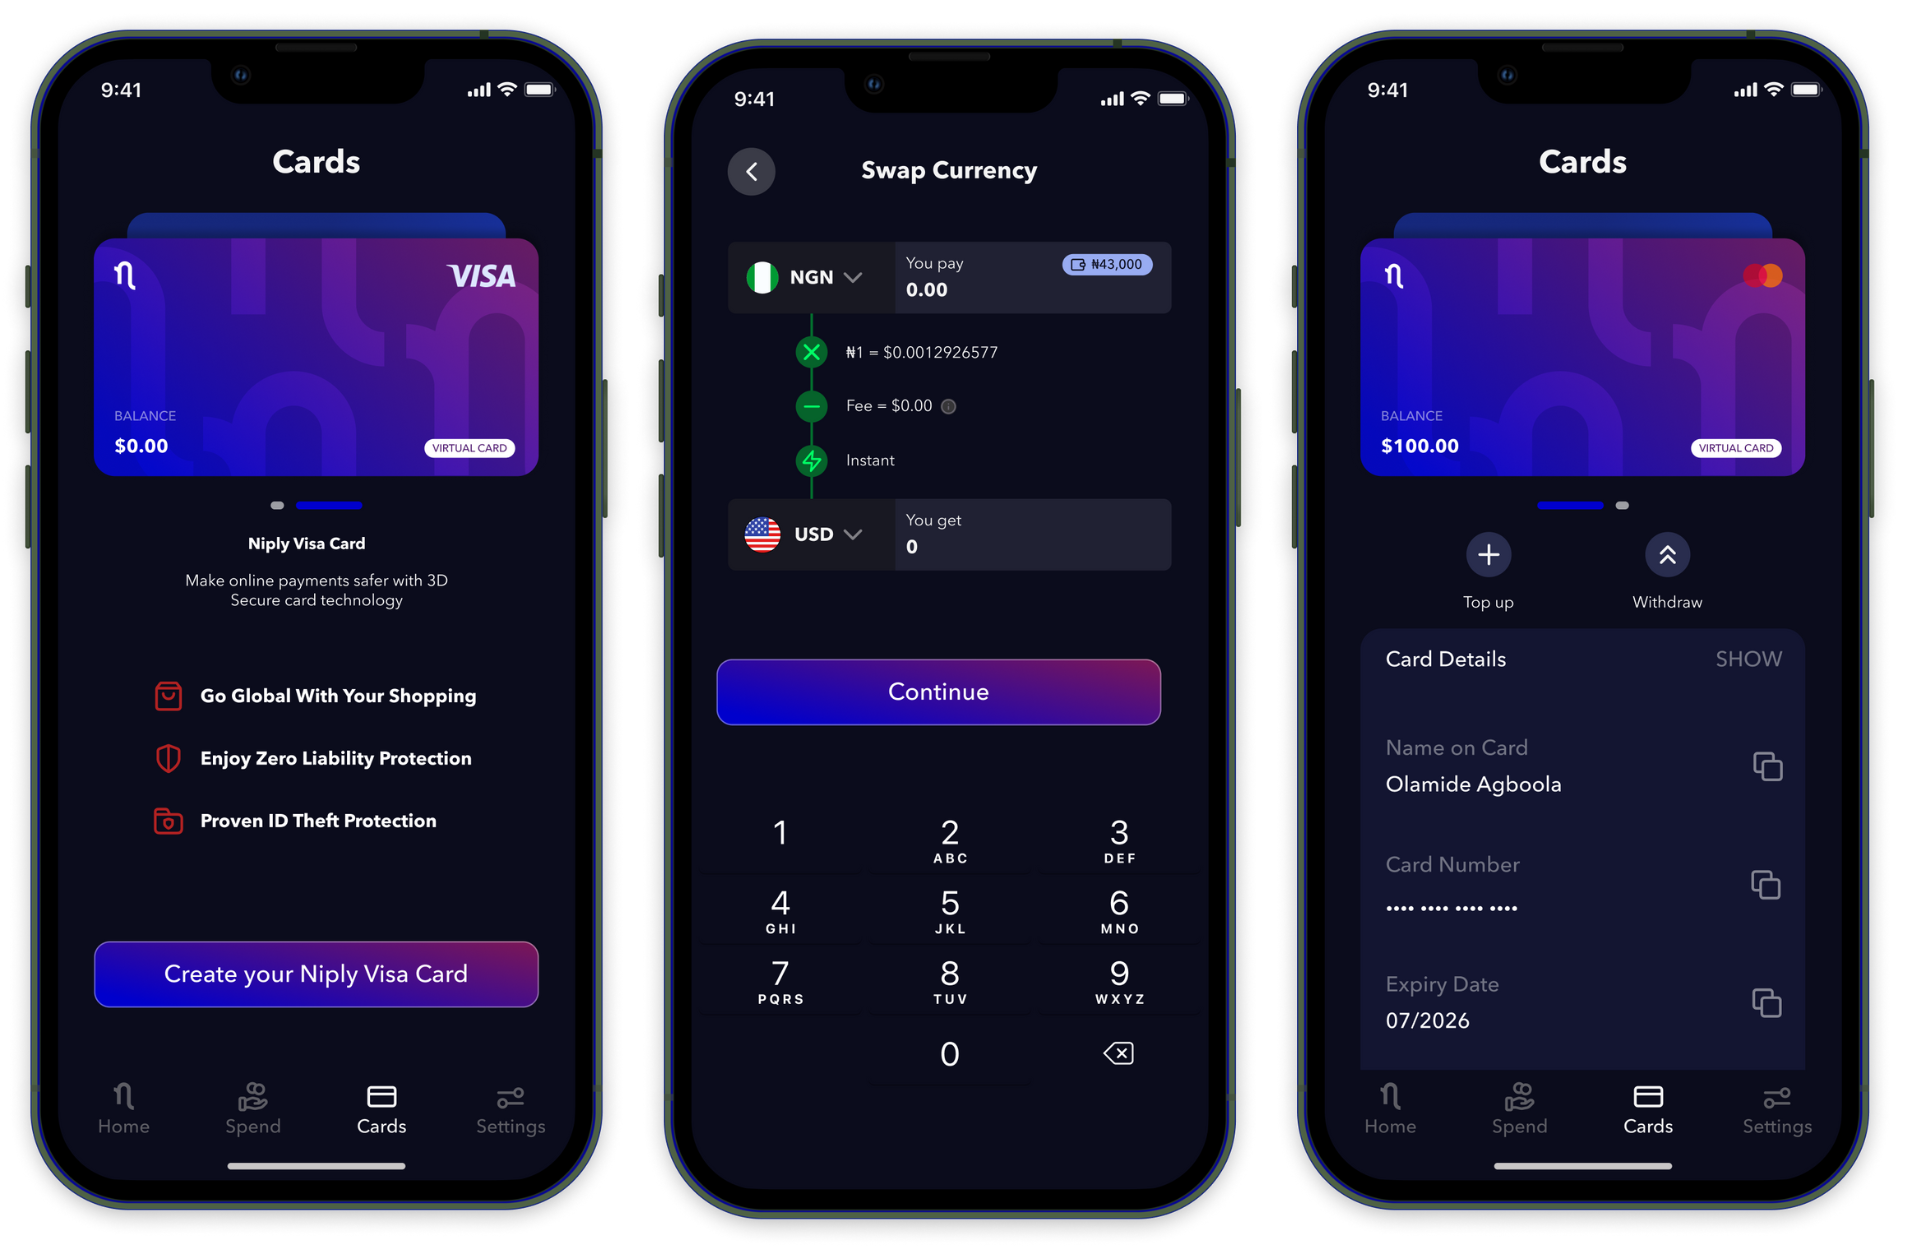 9:41
Cards
VISA
BALANCE
$0.00
VIRTUAL CARD
Niply Visa Card
Make online payments safer with 3D
Secure card technology
Go Global With Your Shopping
Enjoy Zero Liability Protection
Proven ID Theft Protection
Create your Niply Visa Card
Home Spend Cards Settings
9:41
Swap Currency
NGN
You pay
₦43,000
0.00
₦1 = $0.0012926577
Fee = $0.00
Instant
USD
You get
0
Continue
1 2 3
ABC DEF
4 5 6
GHI JKL MNO
7 8 9
PQRS TUV WXYZ
0
9:41
Cards
BALANCE
$100.00
VIRTUAL CARD
Top up Withdraw
Card Details SHOW
Name on Card
Olamide Agboola
Card Number
•••• •••• •••• ••••
Expiry Date
07/2026
Home Spend Cards Settings